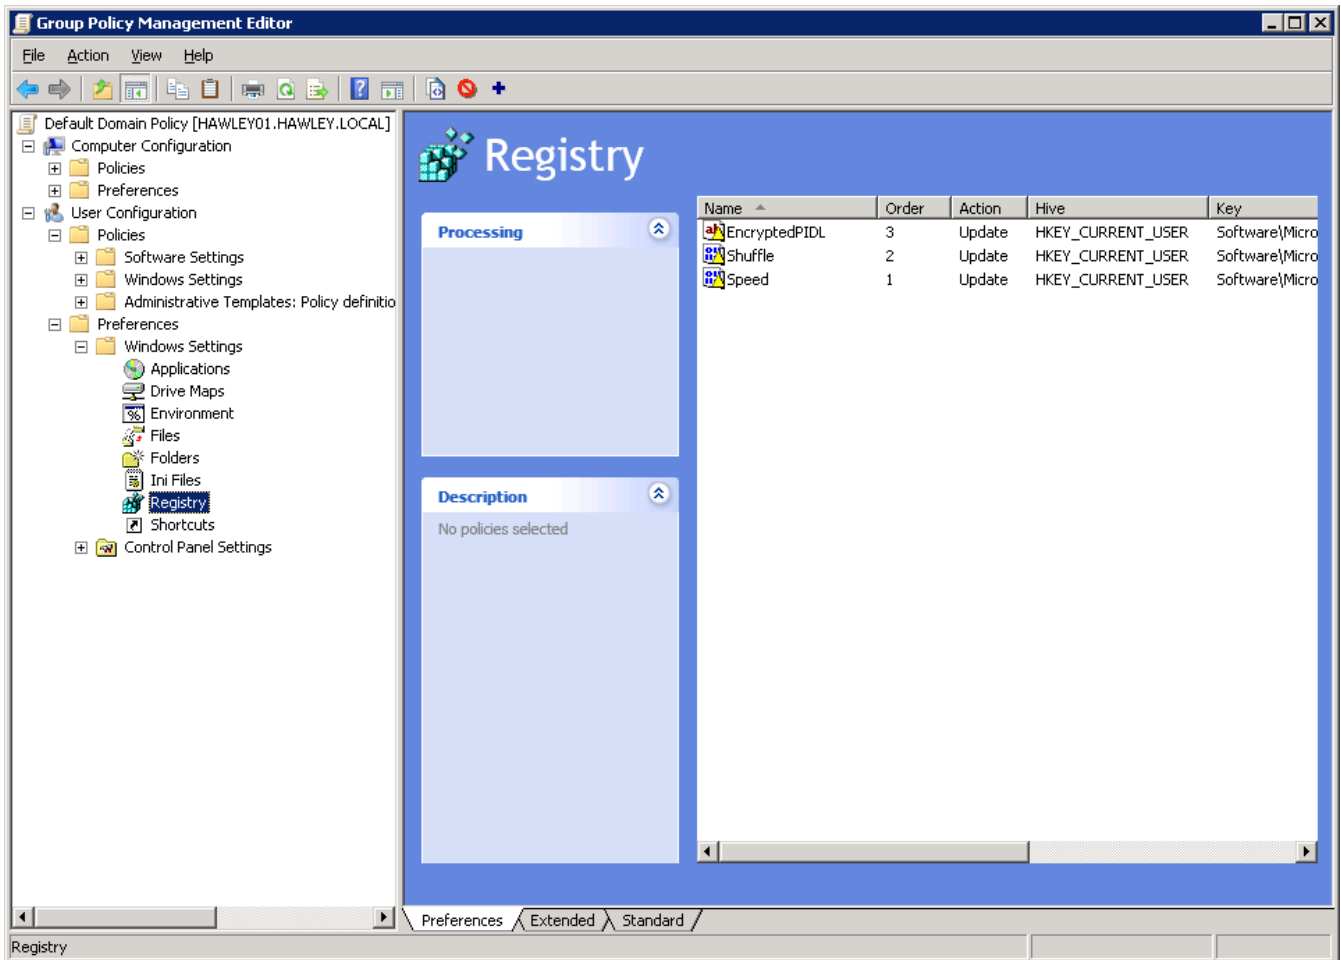 Group Policy Management Editor
File Action View Help
Default Domain Policy [HAWLEY01.HAWLEY.LOCAL]
Computer Configuration
Policies
Preferences
User Configuration
Policies
Software Settings
Windows Settings
Administrative Templates: Policy definitio
Preferences
Windows Settings
Applications
Drive Maps
Environment
Files
Folders
Ini Files
Registry
Shortcuts
Control Panel Settings
Registry
Processing
Description
No policies selected
Name Order Action Hive Key
EncryptedPIDL 3 Update HKEY_CURRENT_USER Software\Micro
Shuffle 2 Update HKEY_CURRENT_USER Software\Micro
Speed 1 Update HKEY_CURRENT_USER Software\Micro
Preferences Extended Standard
Registry